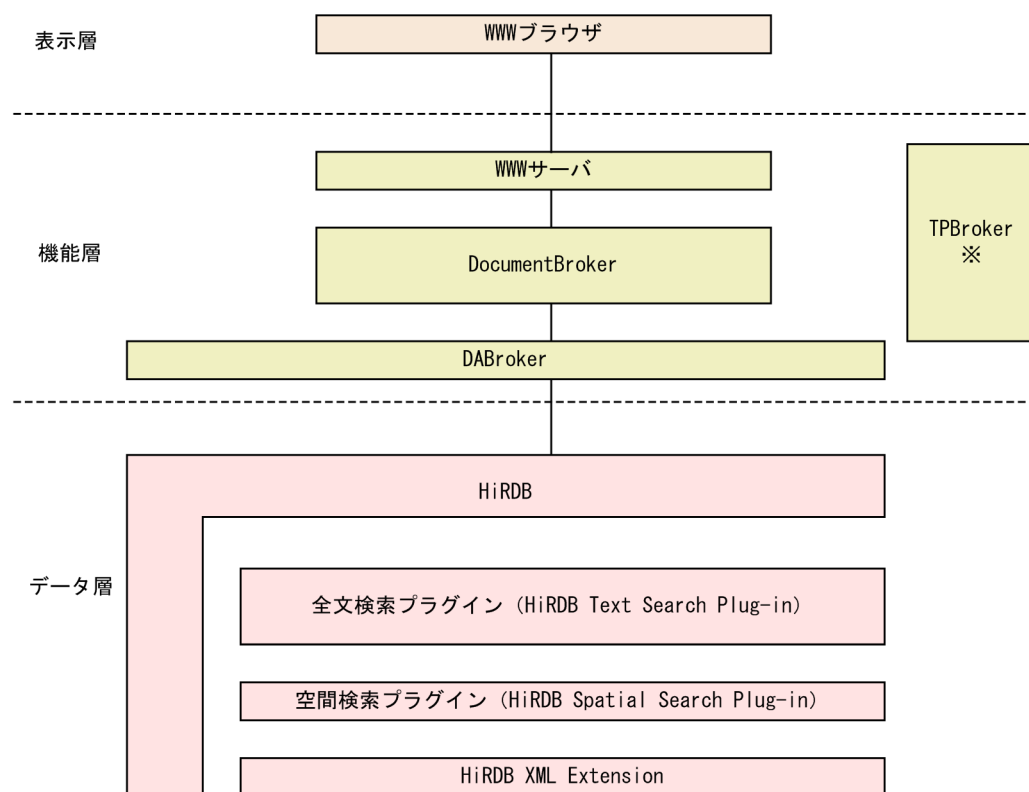 表示層
WWWブラウザ
WWWサーバ
機能層
DocumentBroker
TPBroker
※
DABroker
HiRDB
データ層
全文検索プラグイン (HiRDB Text Search Plug-in)
空間検索プラグイン (HiRDB Spatial Search Plug-in)
HiRDB XML Extension